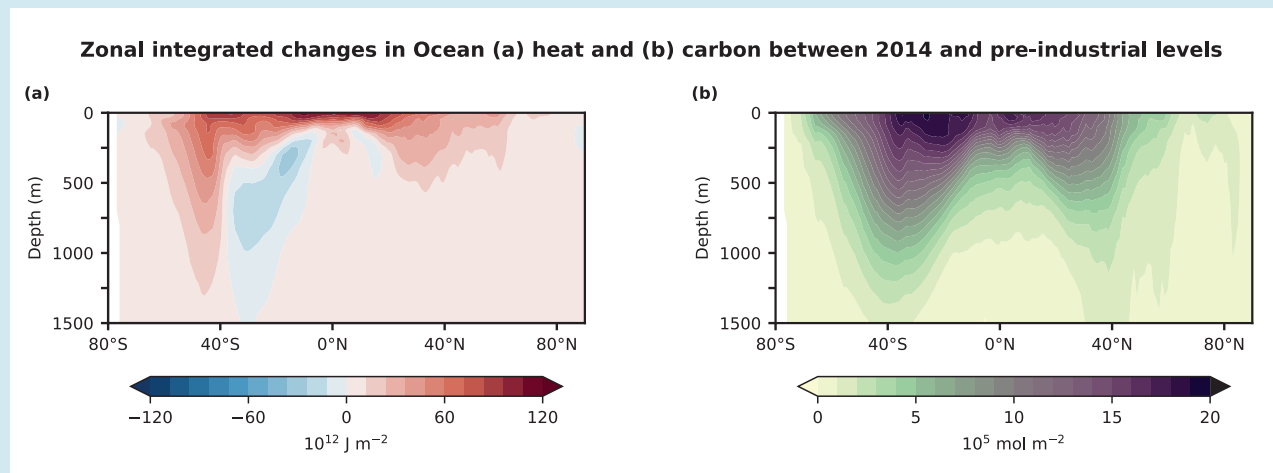 Zonal integrated changes in Ocean (a) heat and (b) carbon between 2014 and pre-industrial levels
(a)
0
500
1000
1500
Depth (m)
80°S 40°S 0°N 40°N 80°N
−120 −60 0 60 120
10¹² J m⁻²
(b)
0
500
1000
1500
Depth (m)
80°S 40°S 0°N 40°N 80°N
0 5 10 15 20
10⁵ mol m⁻²